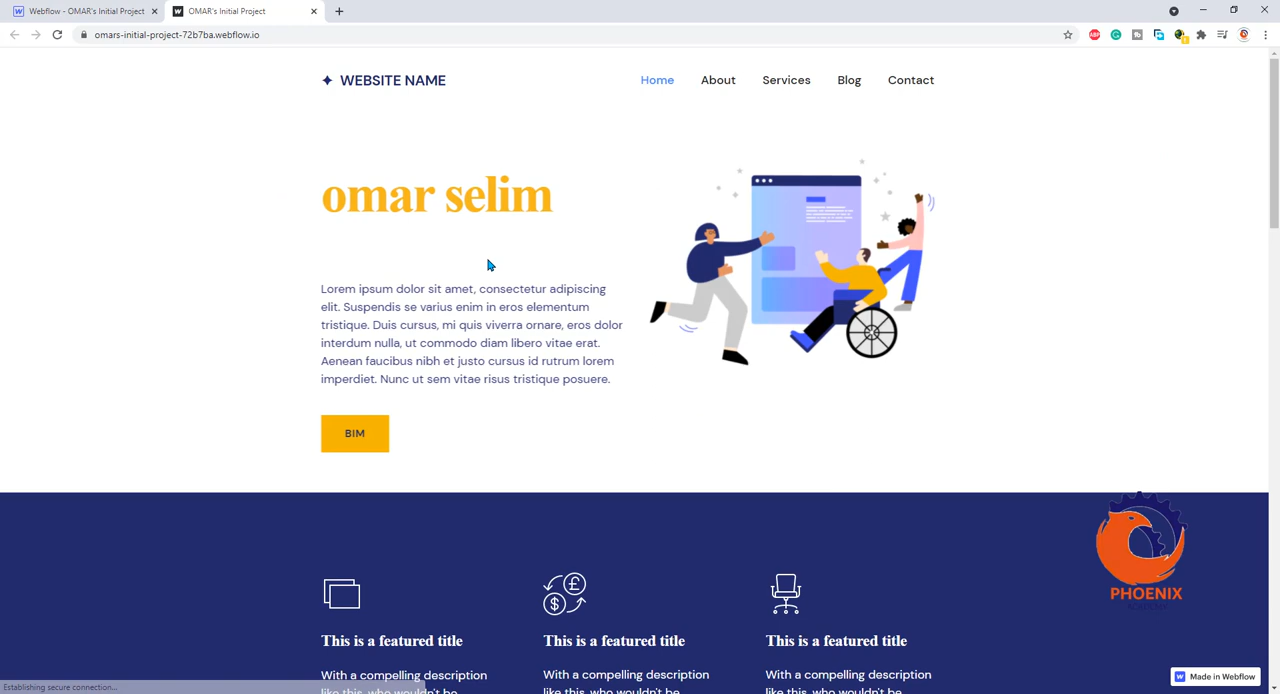 Webflow - OMAR's Initial Project
OMAR's Initial Project
omars-initial-project-72b7ba.webflow.io
WEBSITE NAME
Home About Services Blog Contact
omar selim
Lorem ipsum dolor sit amet, consectetur adipiscing
elit. Suspendis se varius enim in eros elementum
tristique. Duis cursus, mi quis viverra ornare, eros dolor
interdum nulla, ut commodo diam libero vitae erat.
Aenean faucibus nibh et justo cursus id rutrum lorem
imperdiet. Nunc ut sem vitae risus tristique posuere.
BIM
PHOENIX
ACADEMY
This is a featured title
This is a featured title
This is a featured title
With a compelling description
With a compelling description
With a compelling description
like this, who wouldn't be
like this, who wouldn't be
like this, who wouldn't be
Made in Webflow
Establishing secure connection...